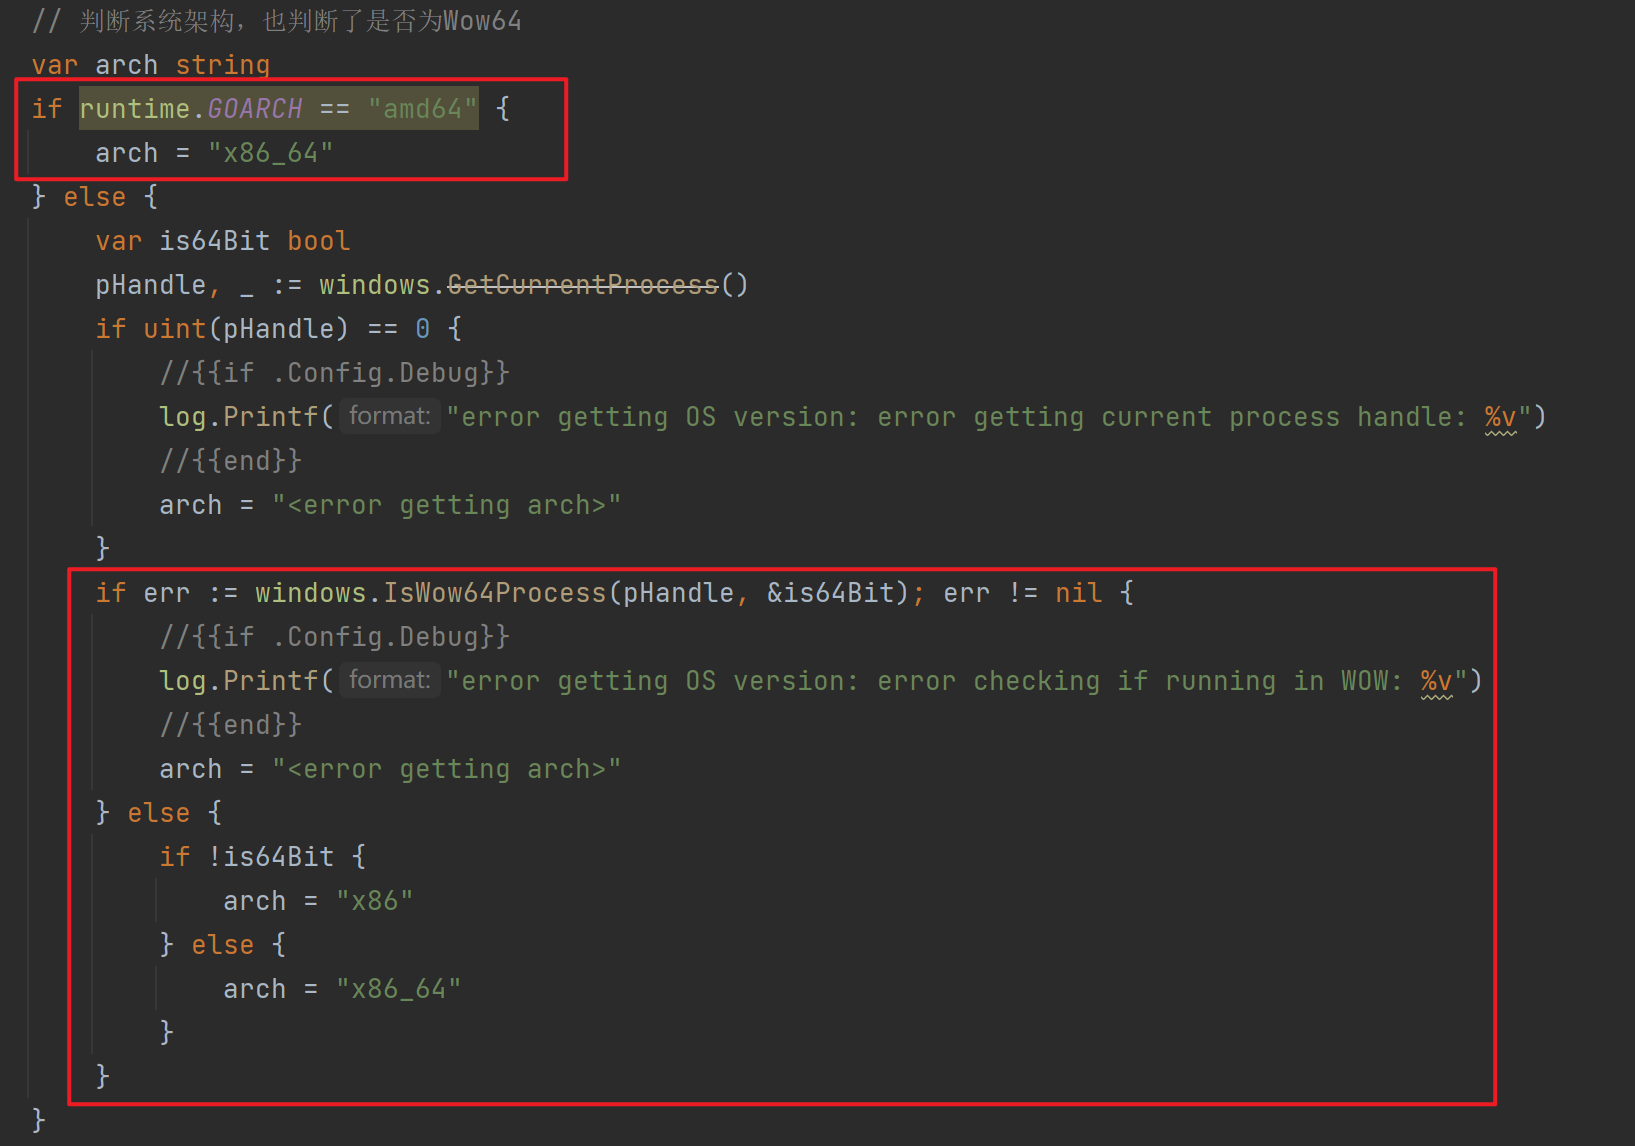 // 判断系统架构，也判断了是否为Wow64
var arch string
if runtime.GOARCH == "amd64" {
    arch = "x86_64"
} else {
    var is64Bit bool
    pHandle, _ := windows.GetCurrentProcess()
    if uint(pHandle) == 0 {
        //{{if .Config.Debug}}
        log.Printf( format: "error getting OS version: error getting current process handle: %v")
        //{{end}}
        arch = "<error getting arch>"
    }
    if err := windows.IsWow64Process(pHandle, &is64Bit); err != nil {
        //{{if .Config.Debug}}
        log.Printf( format: "error getting OS version: error checking if running in WOW: %v")
        //{{end}}
        arch = "<error getting arch>"
    } else {
        if !is64Bit {
            arch = "x86"
        } else {
            arch = "x86_64"
        }
    }
}